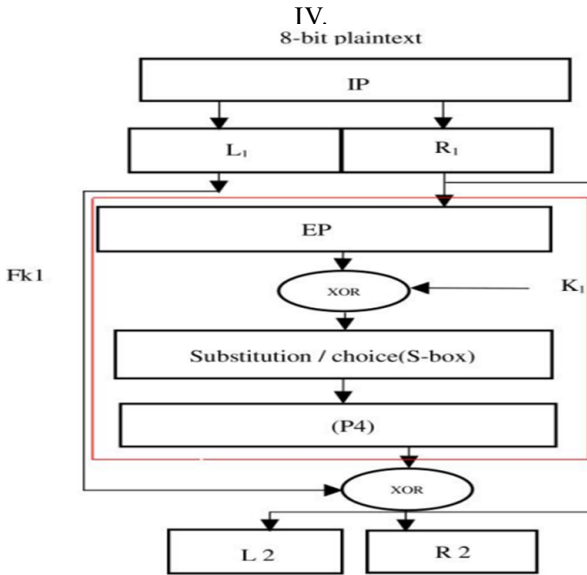 IV.
8-bit plaintext
IP
L₁ R₁
EP
Fk1
XOR K₁
Substitution / choice(S-box)
(P4)
XOR
L 2 R 2